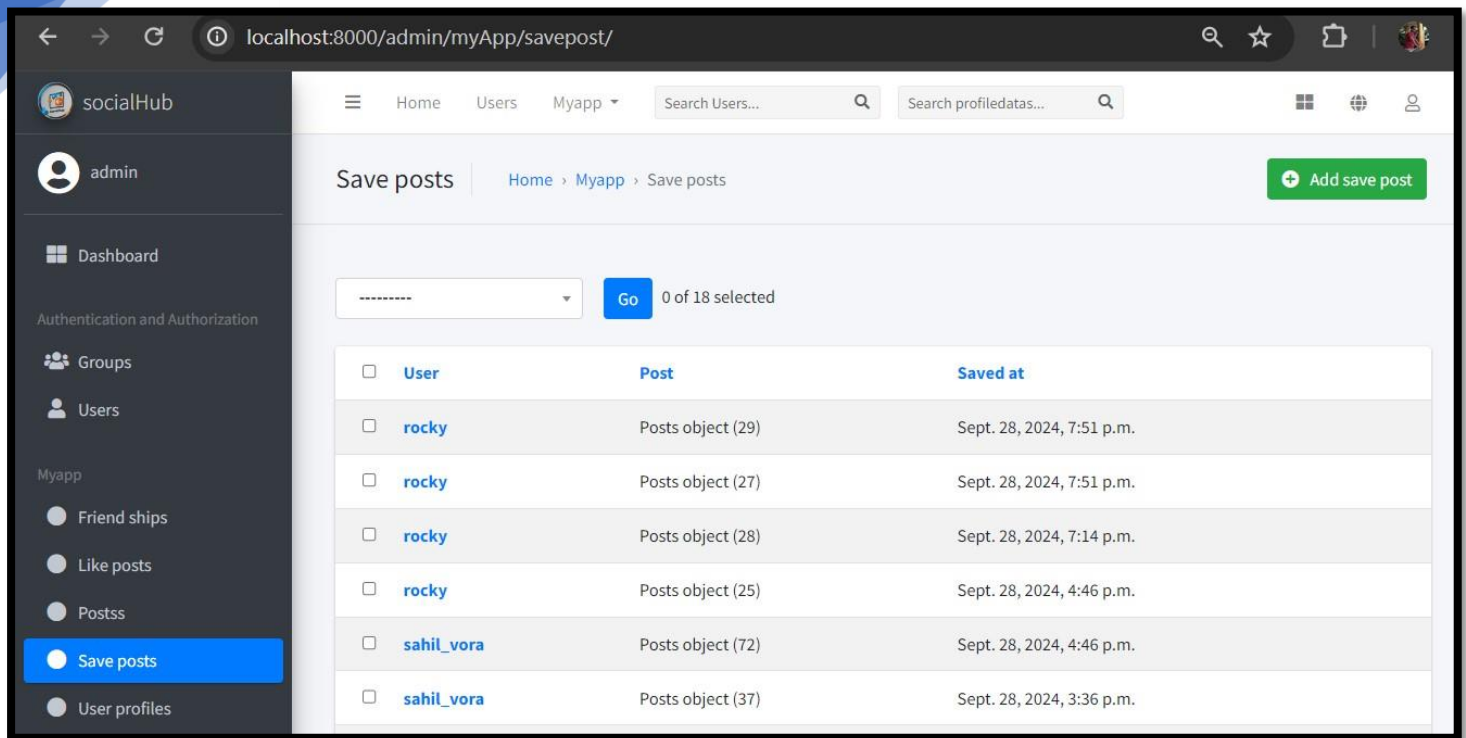 localhost:8000/admin/myApp/savepost/
socialHub
Home Users Myapp Search Users... Search profiledatas...
admin
Save posts Home › Myapp › Save posts Add save post
Dashboard
--------- Go 0 of 18 selected
Authentication and Authorization
Groups
Users
User Post Saved at
rocky Posts object (29) Sept. 28, 2024, 7:51 p.m.
rocky Posts object (27) Sept. 28, 2024, 7:51 p.m.
rocky Posts object (28) Sept. 28, 2024, 7:14 p.m.
rocky Posts object (25) Sept. 28, 2024, 4:46 p.m.
sahil_vora Posts object (72) Sept. 28, 2024, 4:46 p.m.
sahil_vora Posts object (37) Sept. 28, 2024, 3:36 p.m.
Myapp
Friend ships
Like posts
Postss
Save posts
User profiles